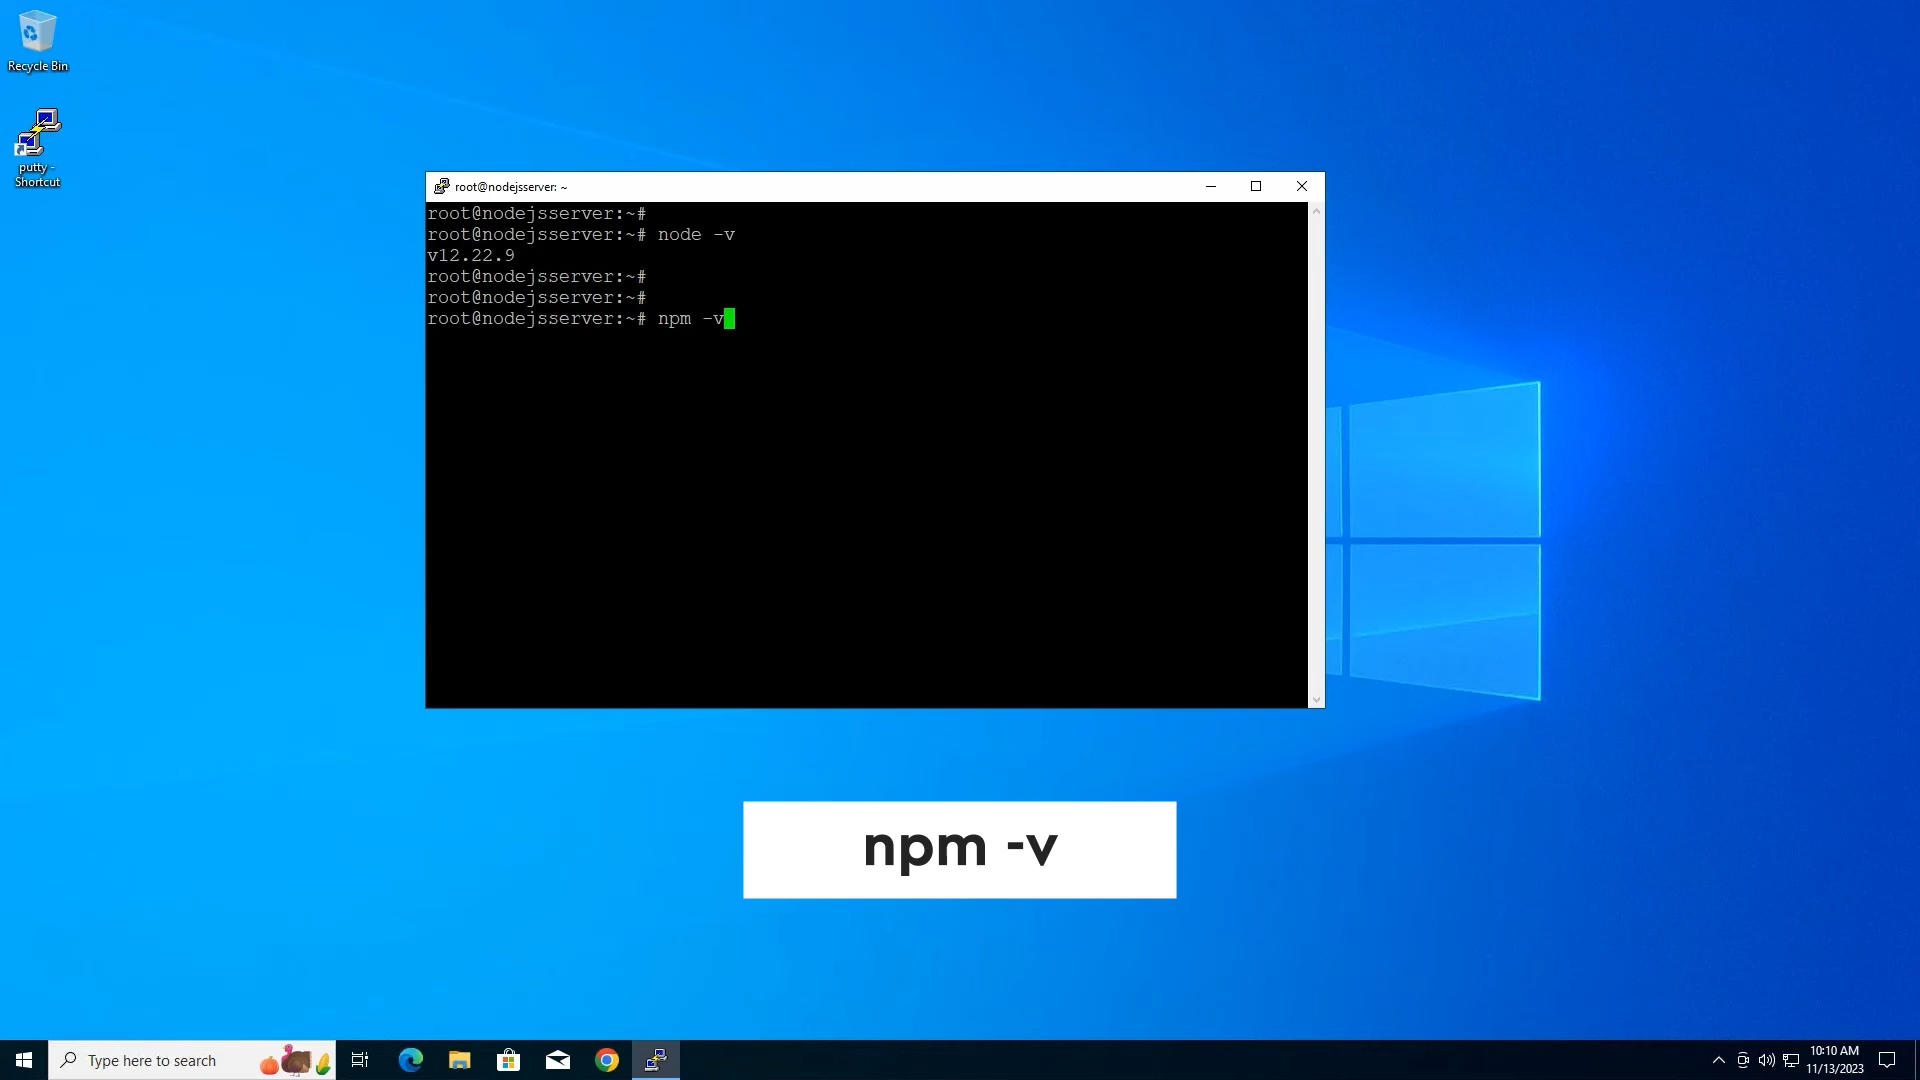 Recycle Bin
putty -
Shortcut
root@nodejsserver: ~
root@nodejsserver:~#
root@nodejsserver:~# node -v
v12.22.9
root@nodejsserver:~#
root@nodejsserver:~#
root@nodejsserver:~# npm -v
npm -v
Type here to search
10:10 AM
11/13/2023